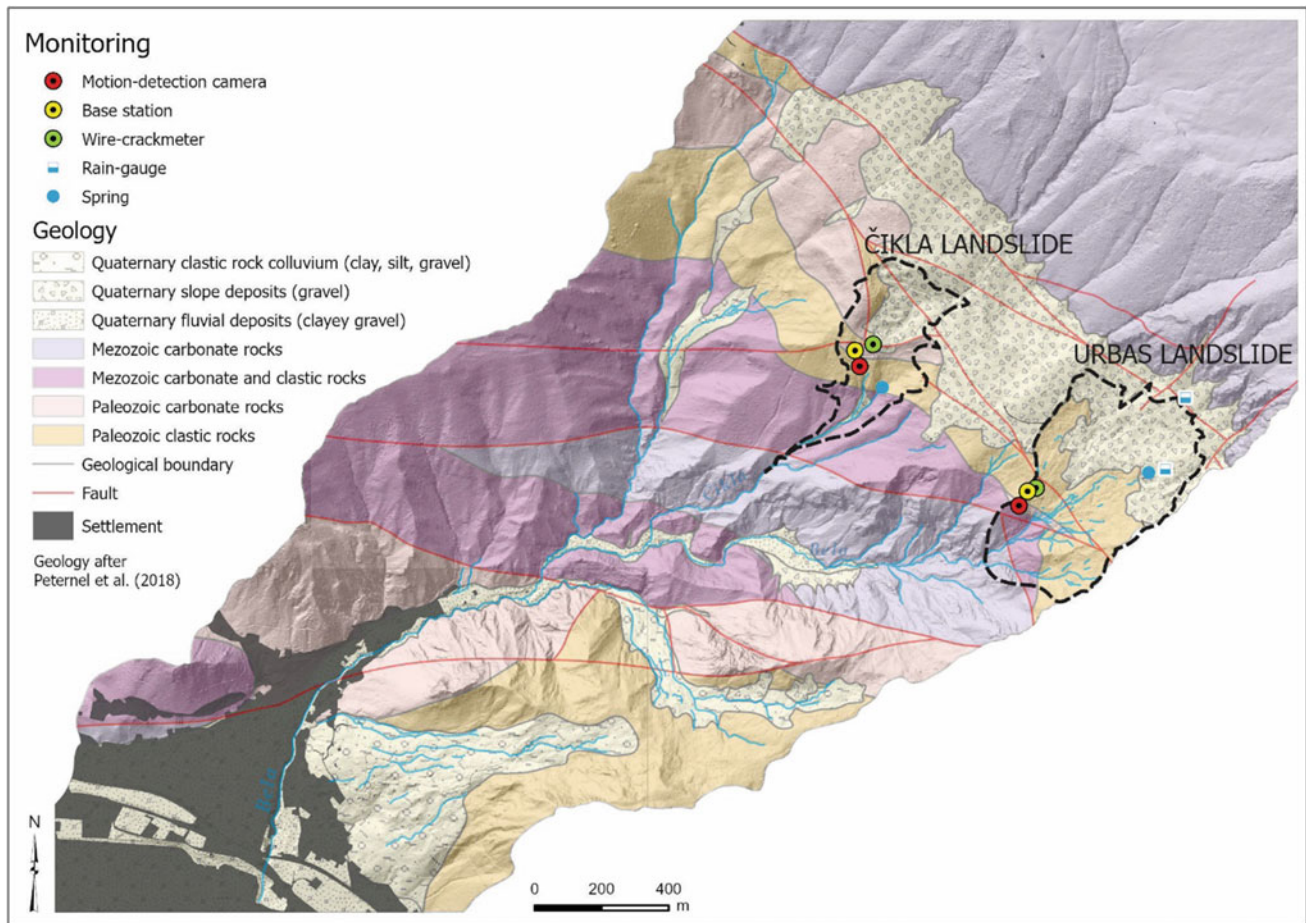 Monitoring
Motion-detection camera
Base station
Wire-crackmeter
Rain-gauge
Spring
Geology
Quaternary clastic rock colluvium (clay, silt, gravel)
Quaternary slope deposits (gravel)
Quaternary fluvial deposits (clayey gravel)
Mezozoic carbonate rocks
Mezozoic carbonate and clastic rocks
Paleozoic carbonate rocks
Paleozoic clastic rocks
Geological boundary
Fault
Settlement
Geology after
Peternel et al. (2018)
ČIKLA LANDSLIDE
URBAS LANDSLIDE
Čikla
Bela
Bela
N
0 200 400
m